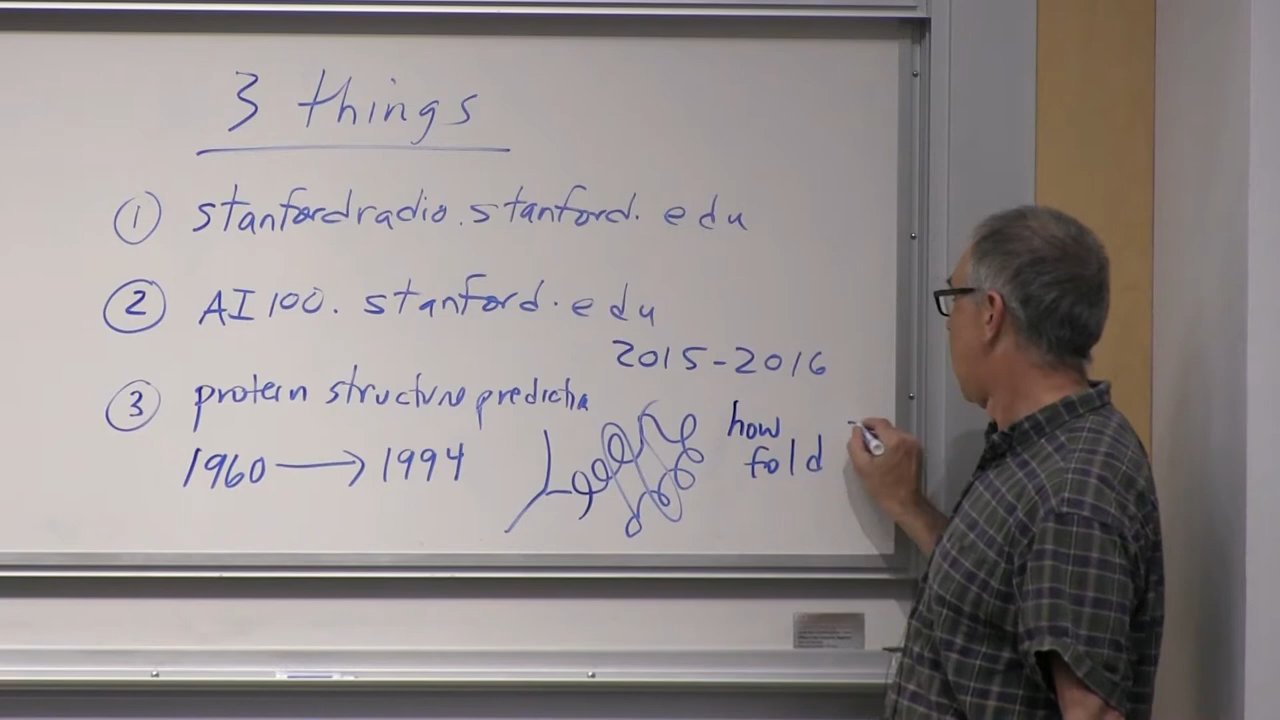 3 things
① stanfordradio.stanford.edu
② AI100.stanford.edu
2015-2016
③ protein structure predictin
1960 → 1994
how
fold